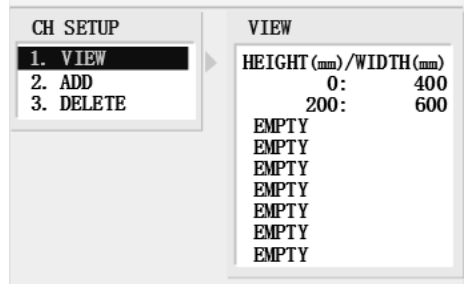 CH SETUP
1. VIEW
2. ADD
3. DELETE
VIEW
HEIGHT(㎜)/WIDTH(㎜)
0: 400
200: 600
EMPTY
EMPTY
EMPTY
EMPTY
EMPTY
EMPTY
EMPTY